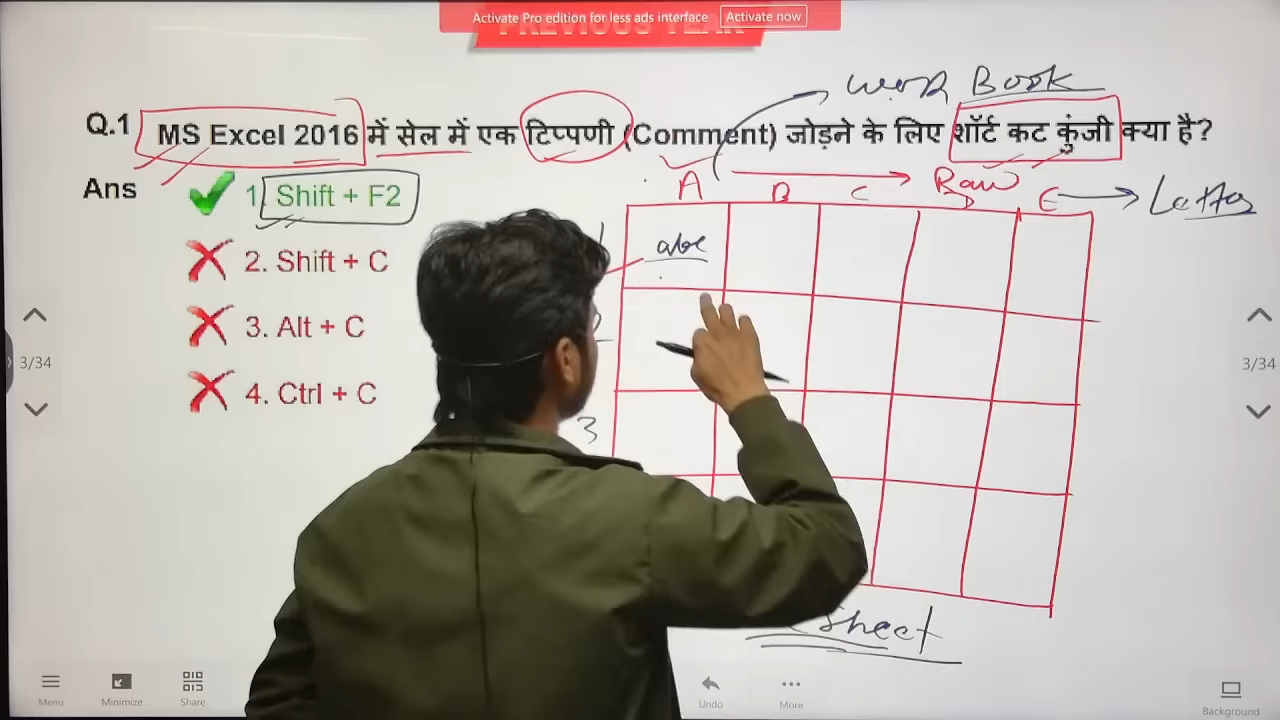 Activate Pro edition for less ads interface Activate now
PREVIOUS YEAR
Work Book
Q.1 MS Excel 2016 में सेल में एक टिप्पणी (Comment) जोड़ने के लिए शॉर्ट कट कुंजी क्या है?
Ans
1. Shift + F2
2. Shift + C
3. Alt + C
4. Ctrl + C
A B C D E
Raw
abc
3
Sheet
3/34
3/34
Menu
Minimize
Share
Undo
More
Background